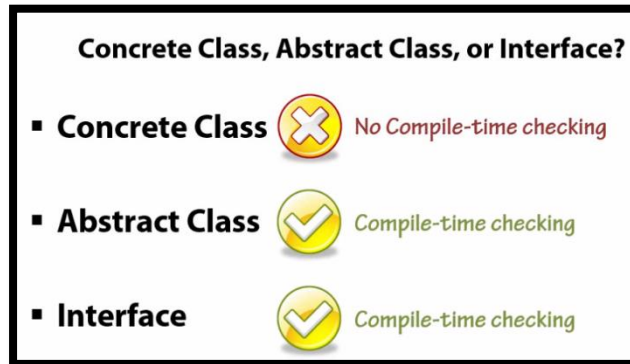 Concrete Class, Abstract Class, or Interface?
▪ Concrete Class No Compile-time checking
▪ Abstract Class Compile-time checking
▪ Interface Compile-time checking